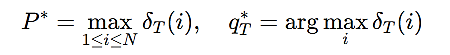 P* = max_{1≤i≤N} δ_T(i), q*_T = arg max_i δ_T(i)